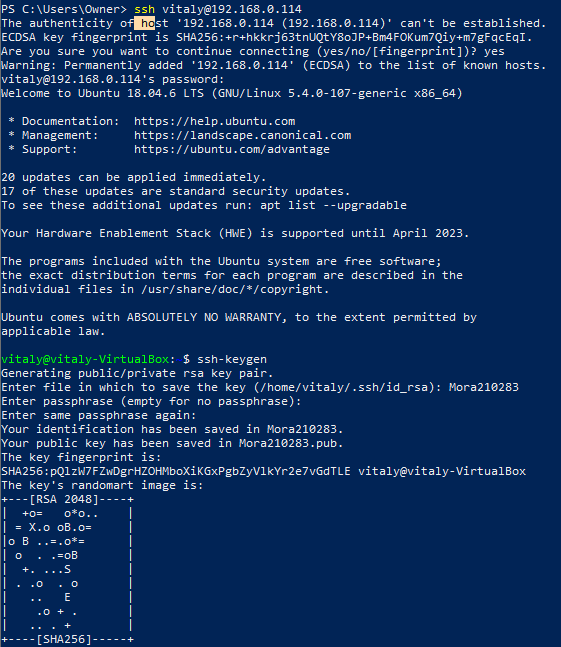 PS C:\Users\Owner> ssh vitaly@192.168.0.114
The authenticity of host '192.168.0.114 (192.168.0.114)' can't be established.
ECDSA key fingerprint is SHA256:+r+hkkrj63tnUQtY8oJP+Bm4FOKum7Qiy+m7gFqcEqI.
Are you sure you want to continue connecting (yes/no/[fingerprint])? yes
Warning: Permanently added '192.168.0.114' (ECDSA) to the list of known hosts.
vitaly@192.168.0.114's password:
Welcome to Ubuntu 18.04.6 LTS (GNU/Linux 5.4.0-107-generic x86_64)

 * Documentation:  https://help.ubuntu.com
 * Management:     https://landscape.canonical.com
 * Support:        https://ubuntu.com/advantage

20 updates can be applied immediately.
17 of these updates are standard security updates.
To see these additional updates run: apt list --upgradable

Your Hardware Enablement Stack (HWE) is supported until April 2023.

The programs included with the Ubuntu system are free software;
the exact distribution terms for each program are described in the
individual files in /usr/share/doc/*/copyright.

Ubuntu comes with ABSOLUTELY NO WARRANTY, to the extent permitted by
applicable law.

vitaly@vitaly-VirtualBox: $ ssh-keygen
Generating public/private rsa key pair.
Enter file in which to save the key (/home/vitaly/.ssh/id_rsa): Mora210283
Enter passphrase (empty for no passphrase):
Enter same passphrase again:
Your identification has been saved in Mora210283.
Your public key has been saved in Mora210283.pub.
The key fingerprint is:
SHA256:pQlzW7FZwDgrHZOHMboXiKGxPgbZyVlkYr2e7vGdTLE vitaly@vitaly-VirtualBox
The key's randomart image is:
+---[RSA 2048]----+
|  +o=   o*o..    |
| = X.o oB.o=     |
|o B ..=.o*=      |
| o  . .=oB       |
|  +. ...S        |
| . .o  . o       |
|   ..   E        |
|    .o + .       |
|   .. . +        |
+----[SHA256]-----+